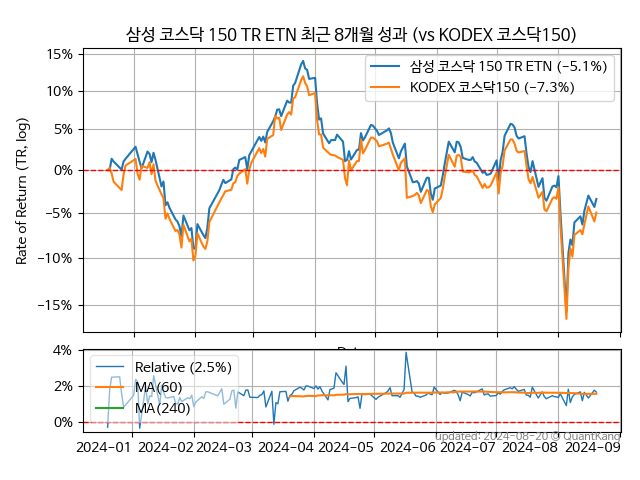 삼성 코스닥 150 TR ETN 최근 8개월 성과 (vs KODEX 코스닥150)
Rate of Return (TR, log)
15%
10%
5%
0%
−5%
−10%
−15%
삼성 코스닥 150 TR ETN (−5.1%)
KODEX 코스닥150 (−7.3%)
4%
2%
0%
Relative (2.5%)
MA(60)
MA(240)
2024-01 2024-02 2024-03 2024-04 2024-05 2024-06 2024-07 2024-08 2024-09
updated: 2024-08-20 © QuantKang